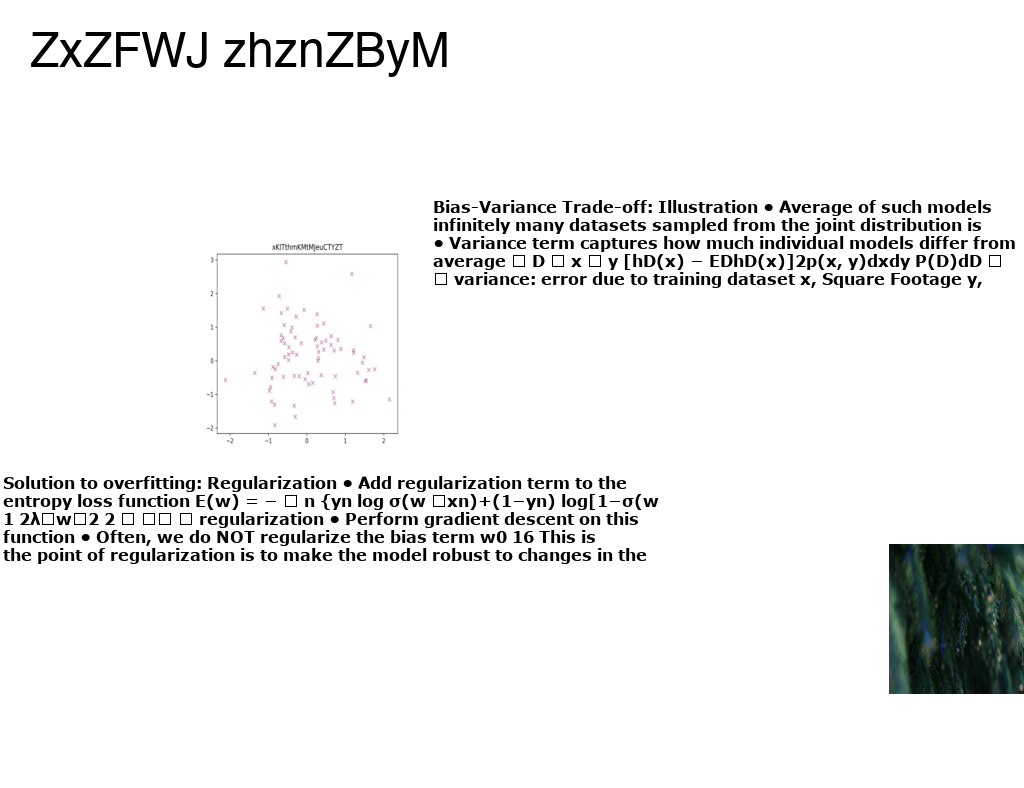 ZxZFWJ zhznZByM
Bias-Variance Trade-off: Illustration • Average of such models
infinitely many datasets sampled from the joint distribution is
• Variance term captures how much individual models differ from
average □ D □ x □ y [hD(x) − EDhD(x)]2p(x, y)dxdy P(D)dD □
□ variance: error due to training dataset x, Square Footage y,
xKlTthmKMtMJeuCTYZT
3
2
1
0
−1
−2
−2 −1 0 1 2
Solution to overfitting: Regularization • Add regularization term to the
entropy loss function E(w) = − □ n {yn log σ(w □xn)+(1−yn) log[1−σ(w
1 2λ□w□2 2 □ □□ □ regularization • Perform gradient descent on this
function • Often, we do NOT regularize the bias term w0 16 This is
the point of regularization is to make the model robust to changes in the